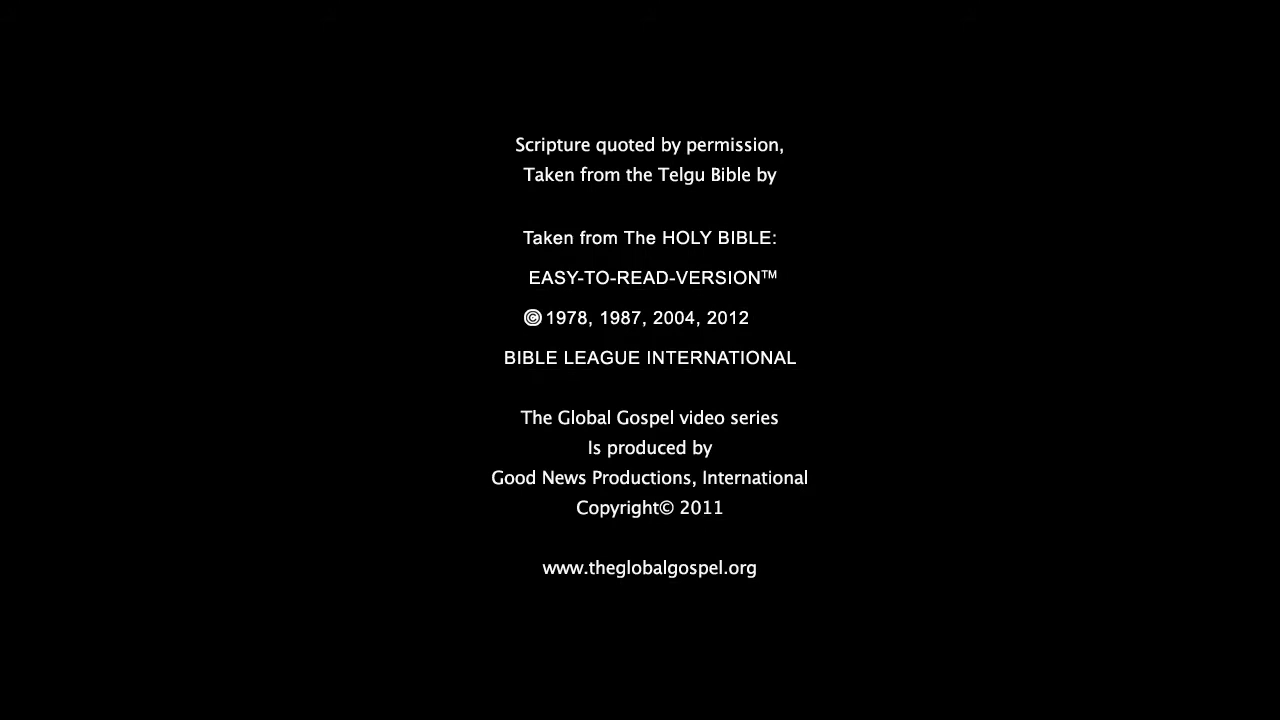 Scripture quoted by permission,
Taken from the Telgu Bible by
Taken from The HOLY BIBLE:
EASY-TO-READ-VERSION™
© 1978, 1987, 2004, 2012
BIBLE LEAGUE INTERNATIONAL
The Global Gospel video series
Is produced by
Good News Productions, International
Copyright© 2011
www.theglobalgospel.org